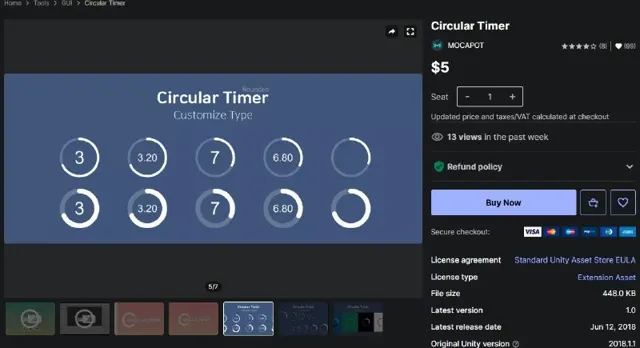 Home > Tools > GUI > Circular Timer
Circular Timer
MOCAPOT
(8)
$5
Seat - 1 +
Updated price and taxes/VAT calculated at checkout
13 views in the past week
Refund policy
Buy Now
Secure checkout: VISA
License agreement Standard Unity Asset Store EULA
License type Extension Asset
File size 448.0 KB
Latest version 1.0
Latest release date Jun 12, 2018
Original Unity version 2018.1.1
Rounded
Circular Timer
Customize Type
3 3.20 7 6.80
3 3.20 7 6.80
5/7